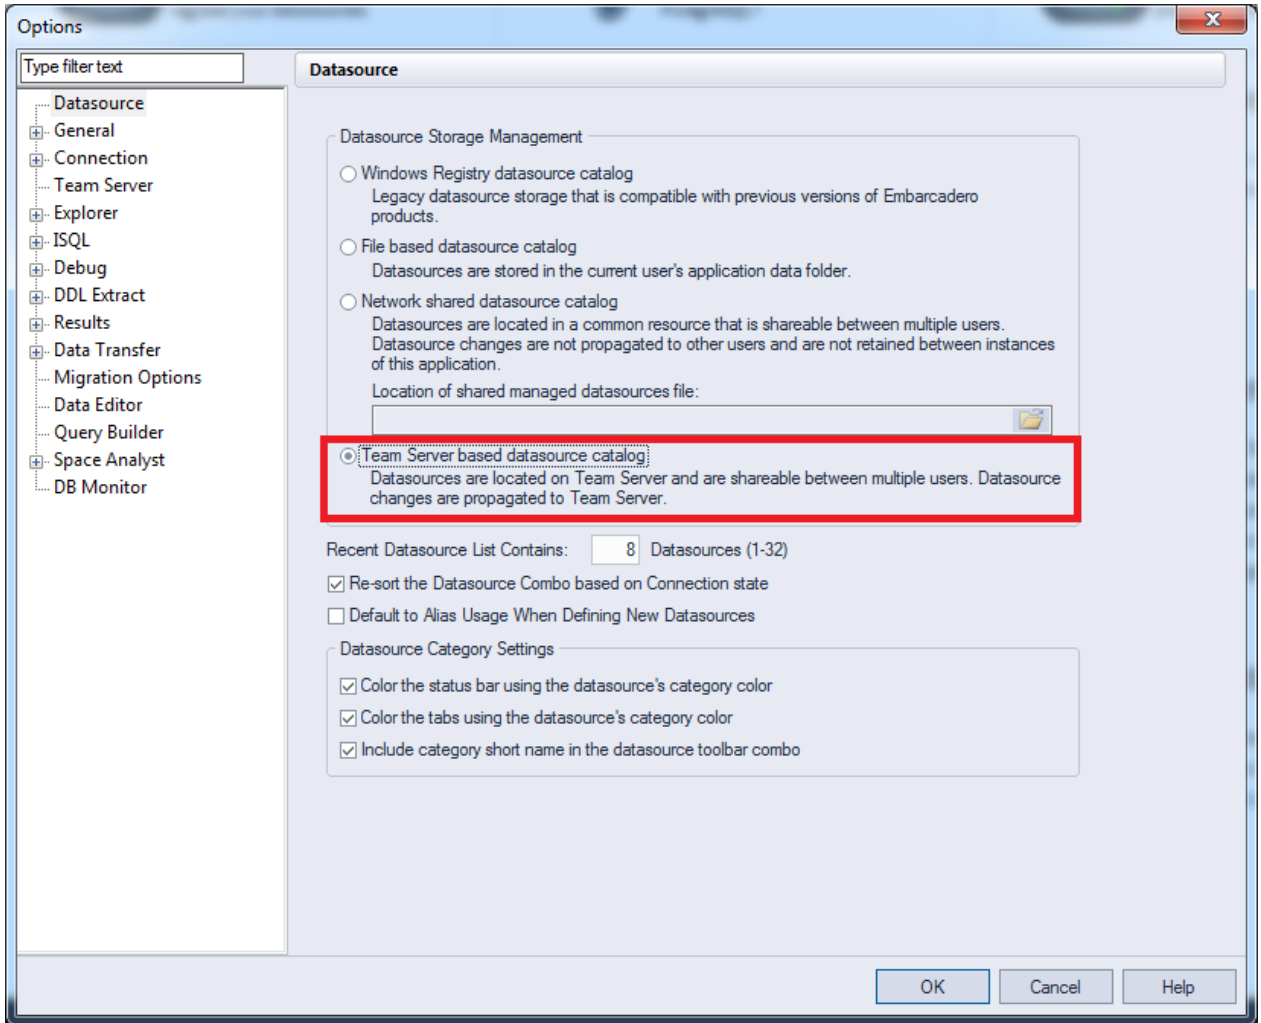 Options
Type filter text
Datasource
General
Connection
Team Server
Explorer
ISQL
Debug
DDL Extract
Results
Data Transfer
Migration Options
Data Editor
Query Builder
Space Analyst
DB Monitor
Datasource
Datasource Storage Management
Windows Registry datasource catalog
Legacy datasource storage that is compatible with previous versions of Embarcadero
products.
File based datasource catalog
Datasources are stored in the current user's application data folder.
Network shared datasource catalog
Datasources are located in a common resource that is shareable between multiple users.
Datasource changes are not propagated to other users and are not retained between instances
of this application.
Location of shared managed datasources file:
Team Server based datasource catalog
Datasources are located on Team Server and are shareable between multiple users. Datasource
changes are propagated to Team Server.
Recent Datasource List Contains: 8 Datasources (1-32)
Re-sort the Datasource Combo based on Connection state
Default to Alias Usage When Defining New Datasources
Datasource Category Settings
Color the status bar using the datasource's category color
Color the tabs using the datasource's category color
Include category short name in the datasource toolbar combo
OK Cancel Help